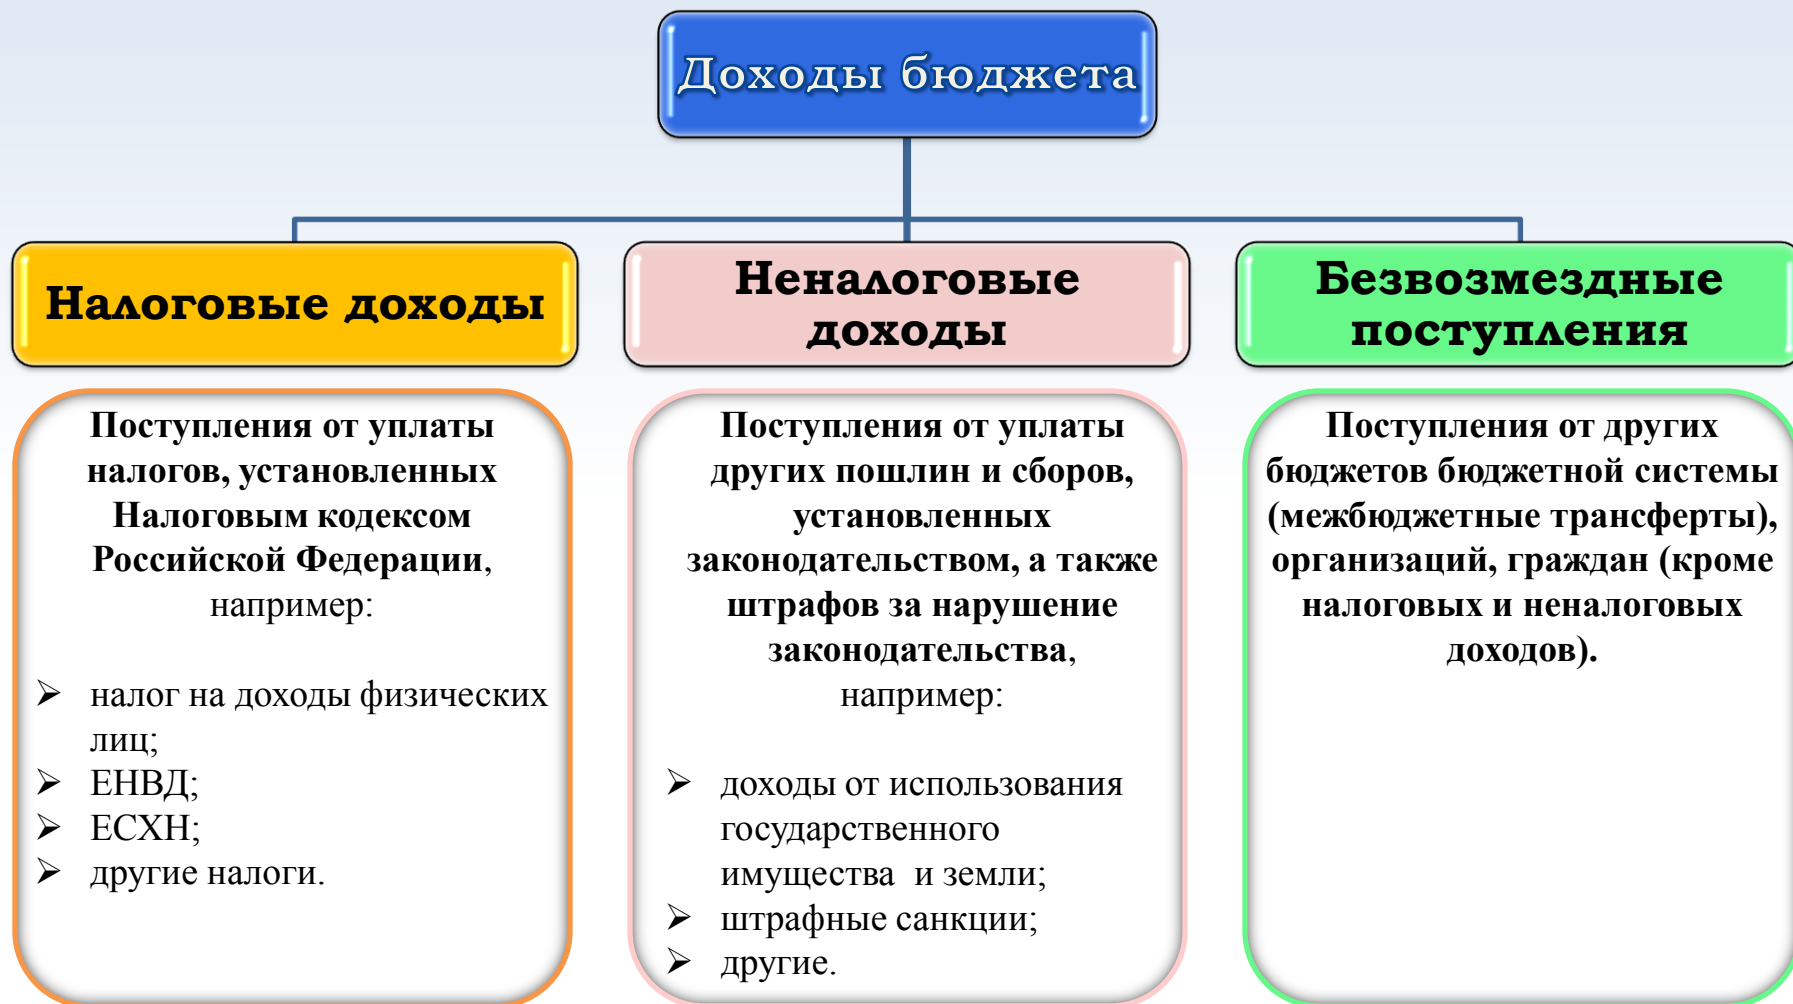 Доходы бюджета
Налоговые доходы
Неналоговые
доходы
Безвозмездные
поступления
Поступления от уплаты
налогов, установленных
Налоговым кодексом
Российской Федерации,
например:
➢ налог на доходы физических
лиц;
➢ ЕНВД;
➢ ЕСХН;
➢ другие налоги.
Поступления от уплаты
других пошлин и сборов,
установленных
законодательством, а также
штрафов за нарушение
законодательства,
например:
➢ доходы от использования
государственного
имущества и земли;
➢ штрафные санкции;
➢ другие.
Поступления от других
бюджетов бюджетной системы
(межбюджетные трансферты),
организаций, граждан (кроме
налоговых и неналоговых
доходов).